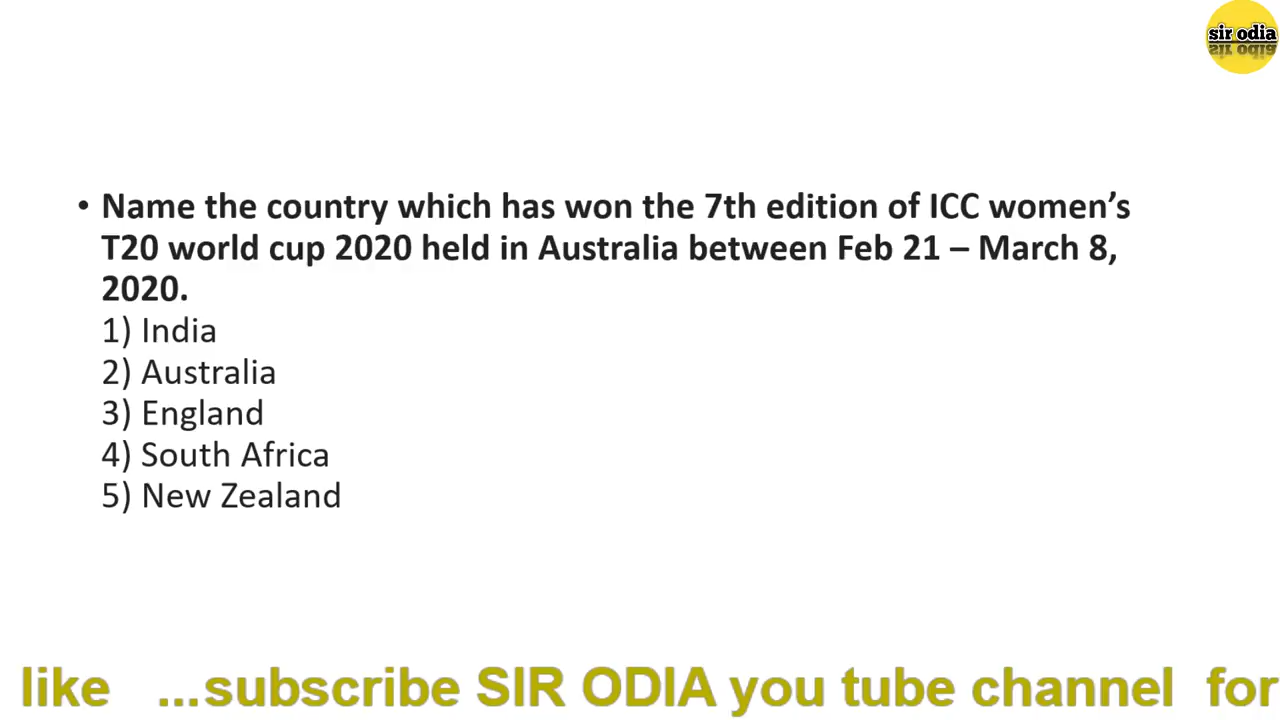 sir odia
• Name the country which has won the 7th edition of ICC women’s
T20 world cup 2020 held in Australia between Feb 21 – March 8,
2020.
1) India
2) Australia
3) England
4) South Africa
5) New Zealand
like ...subscribe SIR ODIA you tube channel for